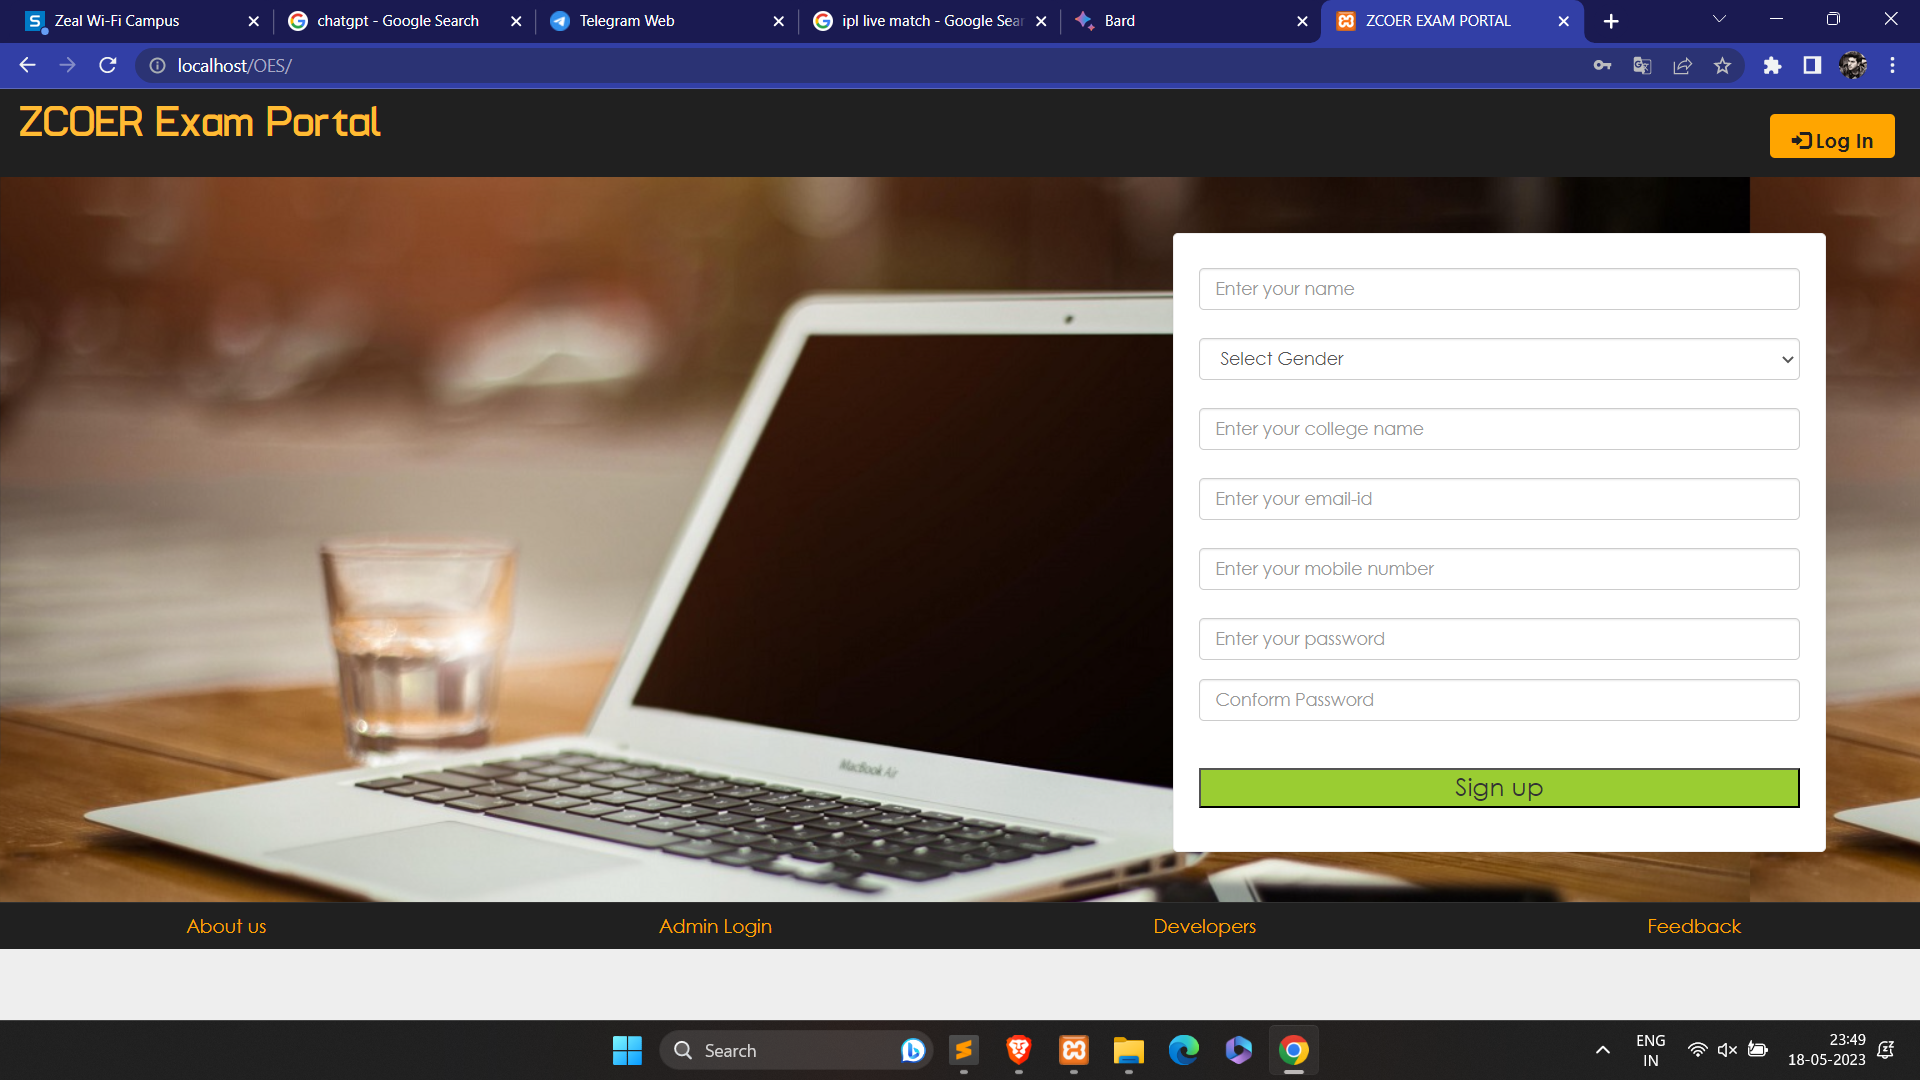 Zeal Wi-Fi Campus
chatgpt - Google Search
Telegram Web
ipl live match - Google Sear
Bard
ZCOER EXAM PORTAL
localhost/OES/
ZCOER Exam Portal
Log In
Enter your name
Select Gender
Enter your college name
Enter your email-id
Enter your mobile number
Enter your password
Conform Password
MacBook Air
Sign up
About us
Admin Login
Developers
Feedback
Search
ENG
IN
23:49
18-05-2023